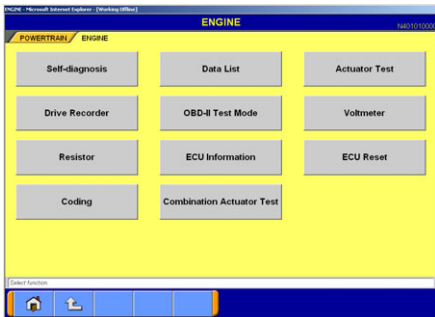 ENGINE - Microsoft Internet Explorer - [Working Offline]
ENGINE
N401010000
POWERTRAIN ENGINE
Self-diagnosis Data List Actuator Test
Drive Recorder OBD-II Test Mode Voltmeter
Resistor ECU Information ECU Reset
Coding Combination Actuator Test
Select function